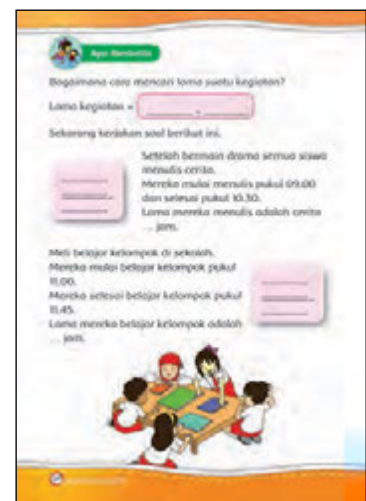 Ayo Berlatih
Bagaimana cara mencari lama suatu kegiatan?
Lama kegiatan =
Sekarang kerjakan soal berikut ini.
Setelah bermain drama semua siswa
menulis cerita.
Mereka mulai menulis pukul 09.00
dan selesai pukul 10.30.
Lama mereka menulis adalah cerita
... jam.
Meli belajar kelompok di sekolah.
Mereka mulai belajar kelompok pukul
11.00.
Mereka selesai belajar kelompok pukul
11.45.
Lama mereka belajar kelompok adalah
... jam.